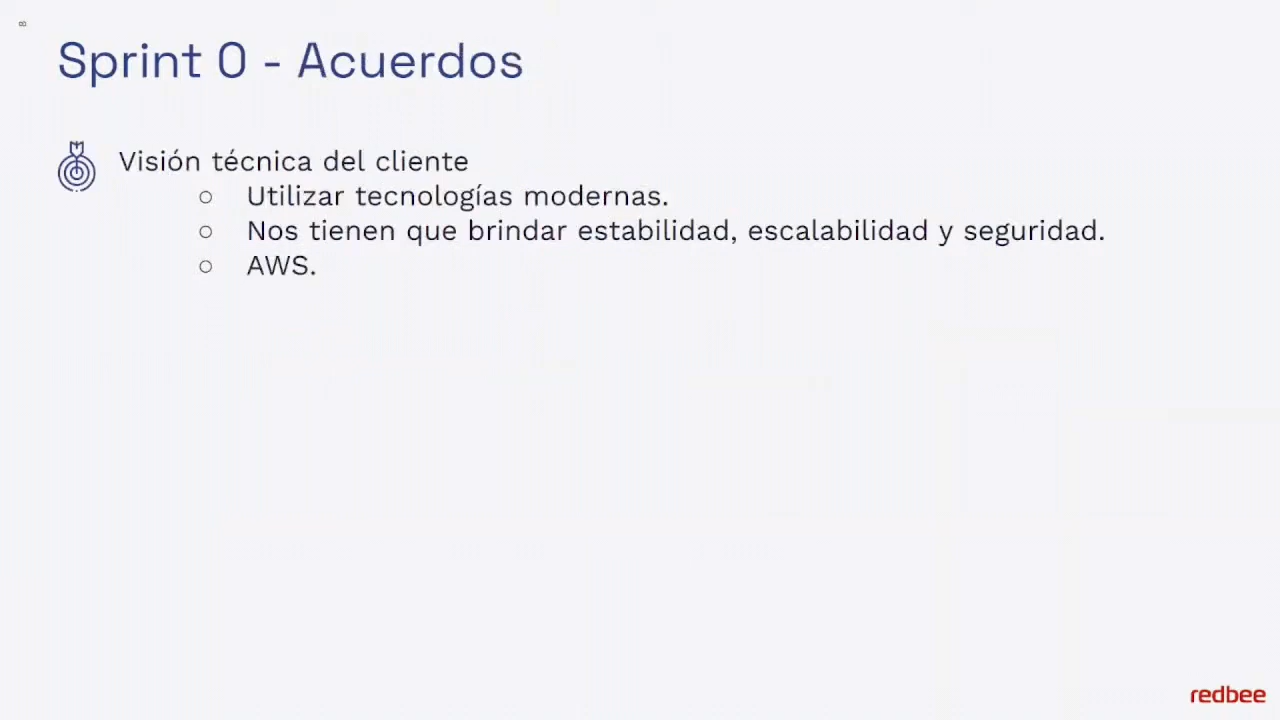 8
Sprint 0 - Acuerdos
Visión técnica del cliente
○ Utilizar tecnologías modernas.
○ Nos tienen que brindar estabilidad, escalabilidad y seguridad.
○ AWS.
redbee